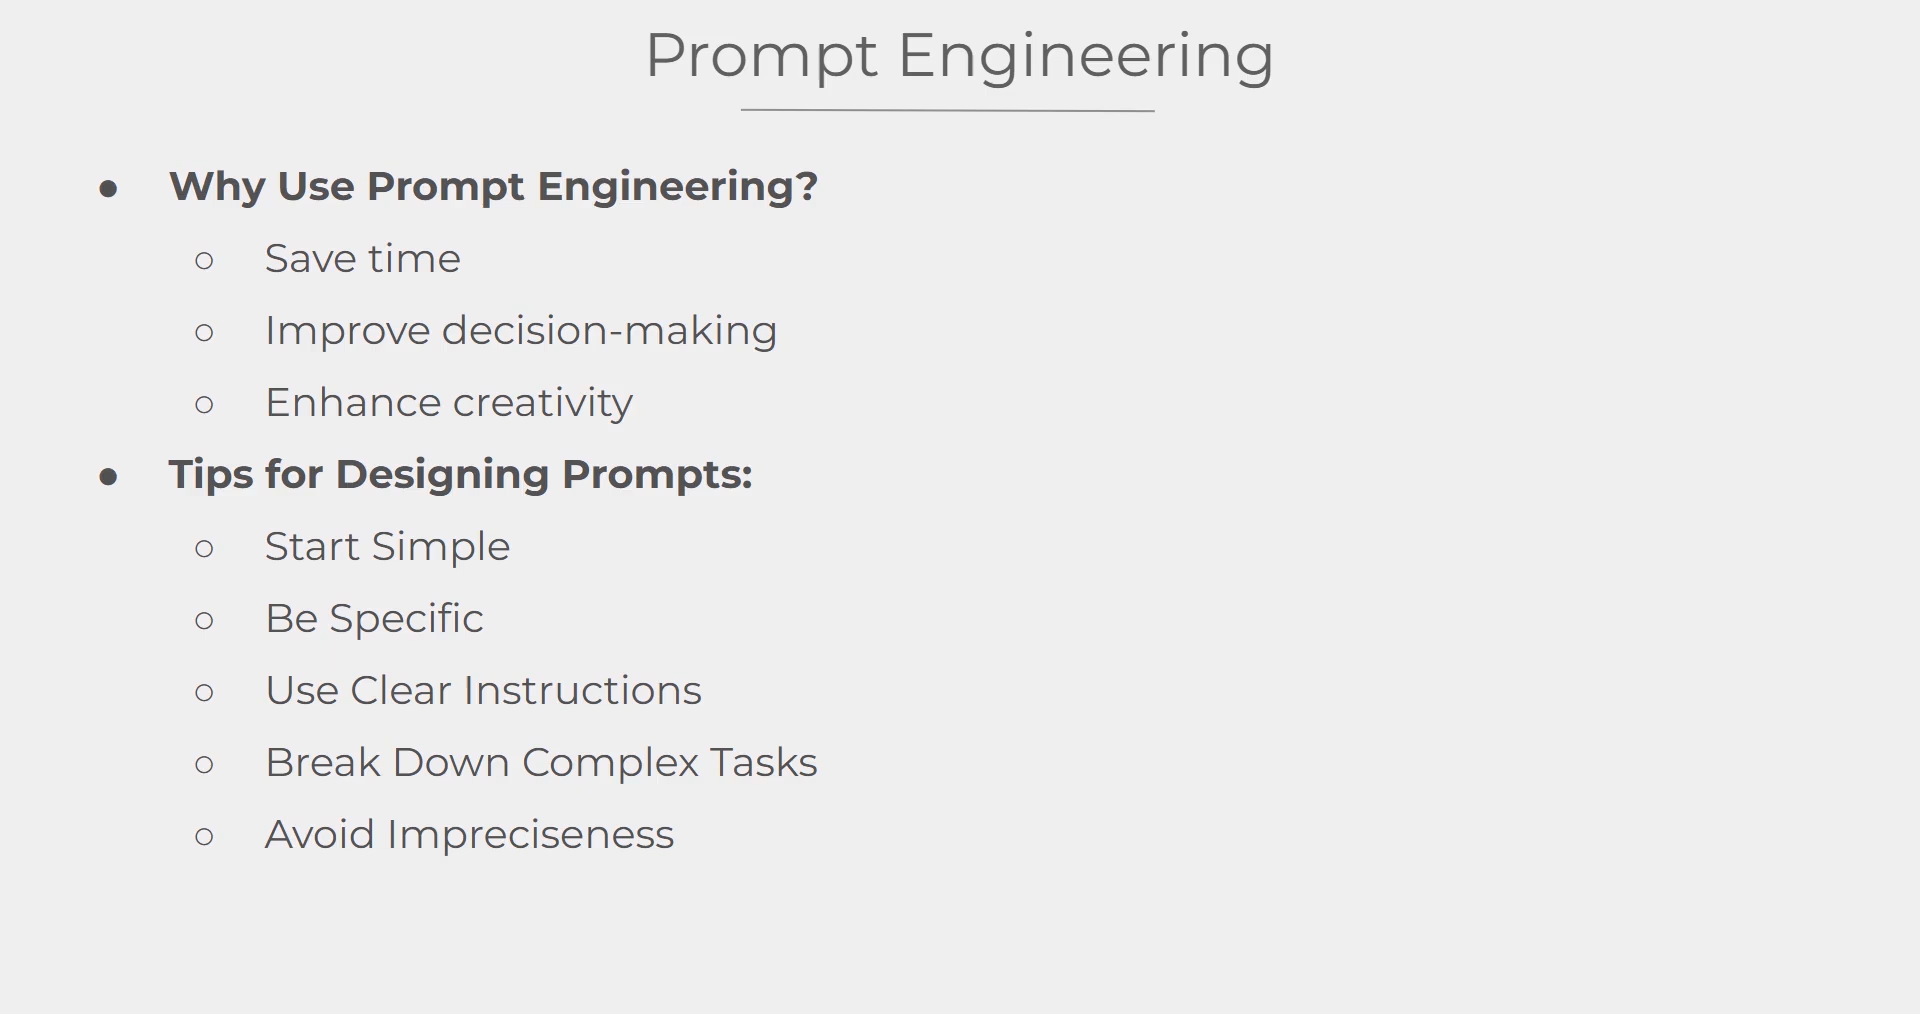 Prompt Engineering
● Why Use Prompt Engineering?
○ Save time
○ Improve decision-making
○ Enhance creativity
● Tips for Designing Prompts:
○ Start Simple
○ Be Specific
○ Use Clear Instructions
○ Break Down Complex Tasks
○ Avoid Impreciseness